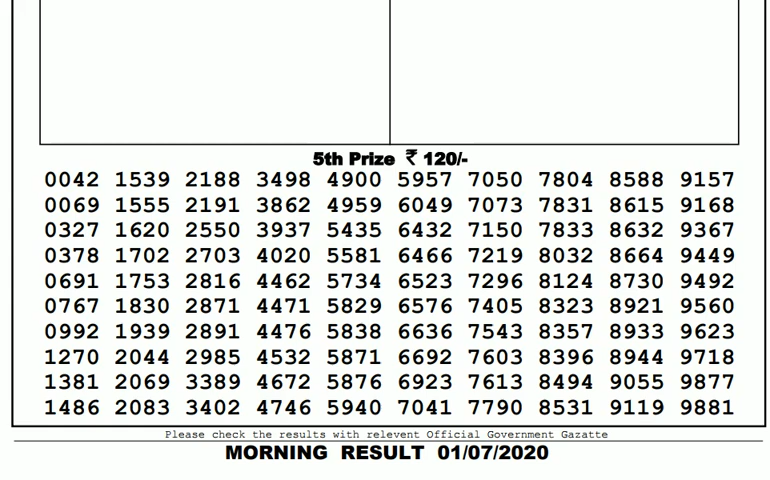 5th Prize ₹ 120/-
0042 1539 2188 3498 4900 5957 7050 7804 8588 9157
0069 1555 2191 3862 4959 6049 7073 7831 8615 9168
0327 1620 2550 3937 5435 6432 7150 7833 8632 9367
0378 1702 2703 4020 5581 6466 7219 8032 8664 9449
0691 1753 2816 4462 5734 6523 7296 8124 8730 9492
0767 1830 2871 4471 5829 6576 7405 8323 8921 9560
0992 1939 2891 4476 5838 6636 7543 8357 8933 9623
1270 2044 2985 4532 5871 6692 7603 8396 8944 9718
1381 2069 3389 4672 5876 6923 7613 8494 9055 9877
1486 2083 3402 4746 5940 7041 7790 8531 9119 9881
Please check the results with relevent Official Government Gazatte
MORNING RESULT 01/07/2020